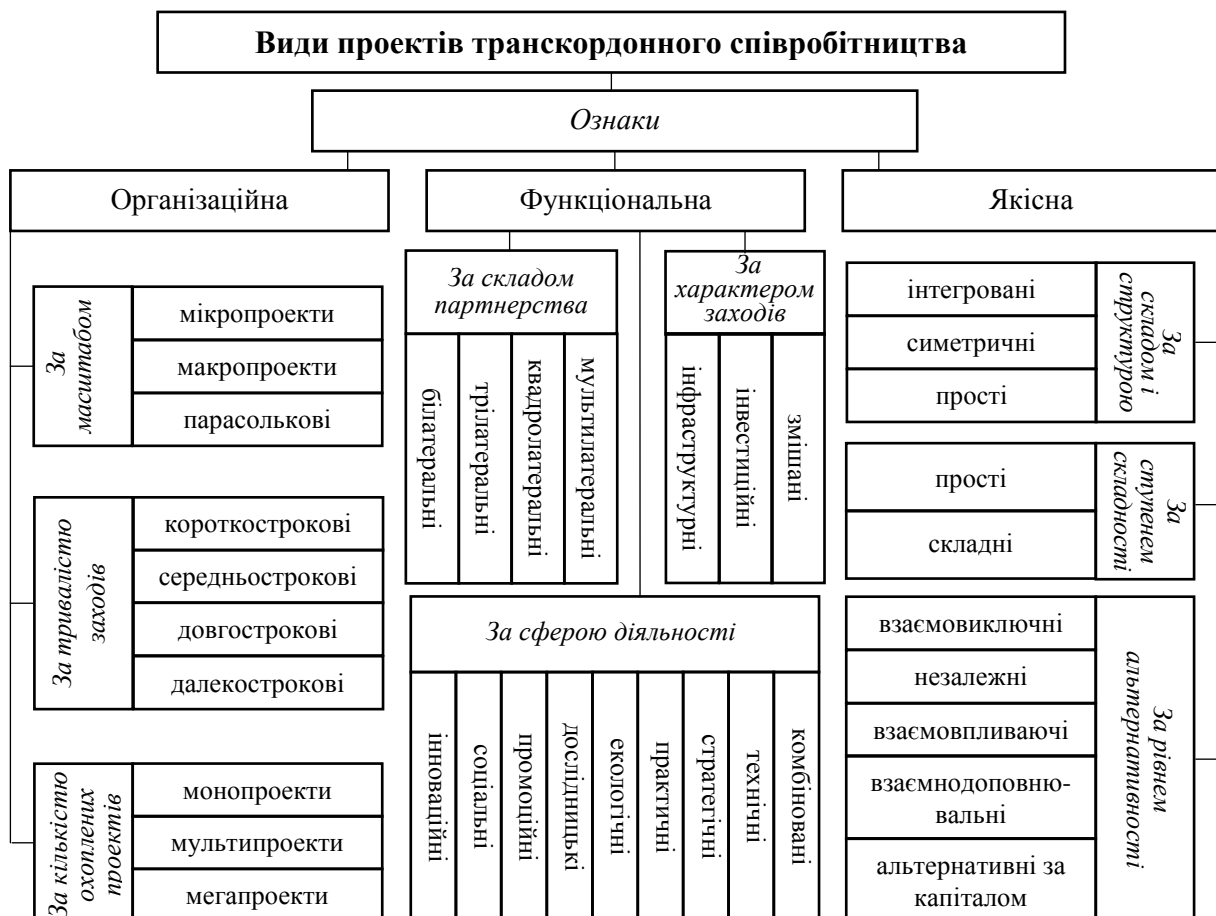 Види проектів транскордонного співробітництва
Ознаки
Організаційна
Функціональна
Якісна
За
масштабом
мікропроекти
макропроекти
парасолькові
За тривалістю
заходів
короткострокові
середньострокові
довгострокові
далекострокові
За кількістю
охоплених
проектів
монопроекти
мультипроекти
мегапроекти
За складом
партнерства
білатеральні
трілатеральні
квадролатеральні
мультилатеральні
За
характером
заходів
інфраструктурні
інвестиційні
змішані
За сферою діяльності
інноваційні
соціальні
промоційні
дослідницькі
екологічні
практичні
стратегічні
технічні
комбіновані
інтегровані
симетричні
прості
За
складом і
структурою
прості
складні
За
ступенем
складності
взаємовиключні
незалежні
взаємовпливаючі
взаємнодоповню-
вальні
альтернативні за
капіталом
За рівнем
альтернативності